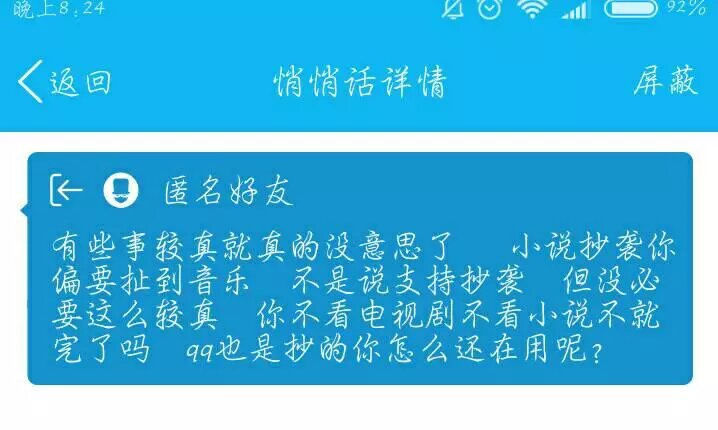 晚上8:24
92%
返回
悄悄话详情
屏蔽
匿名好友
有些事较真就真的没意思了 小说抄袭你
偏要扯到音乐 不是说支持抄袭 但没必
要这么较真 你不看电视剧不看小说不就
完了吗 qq也是抄的你怎么还在用呢？